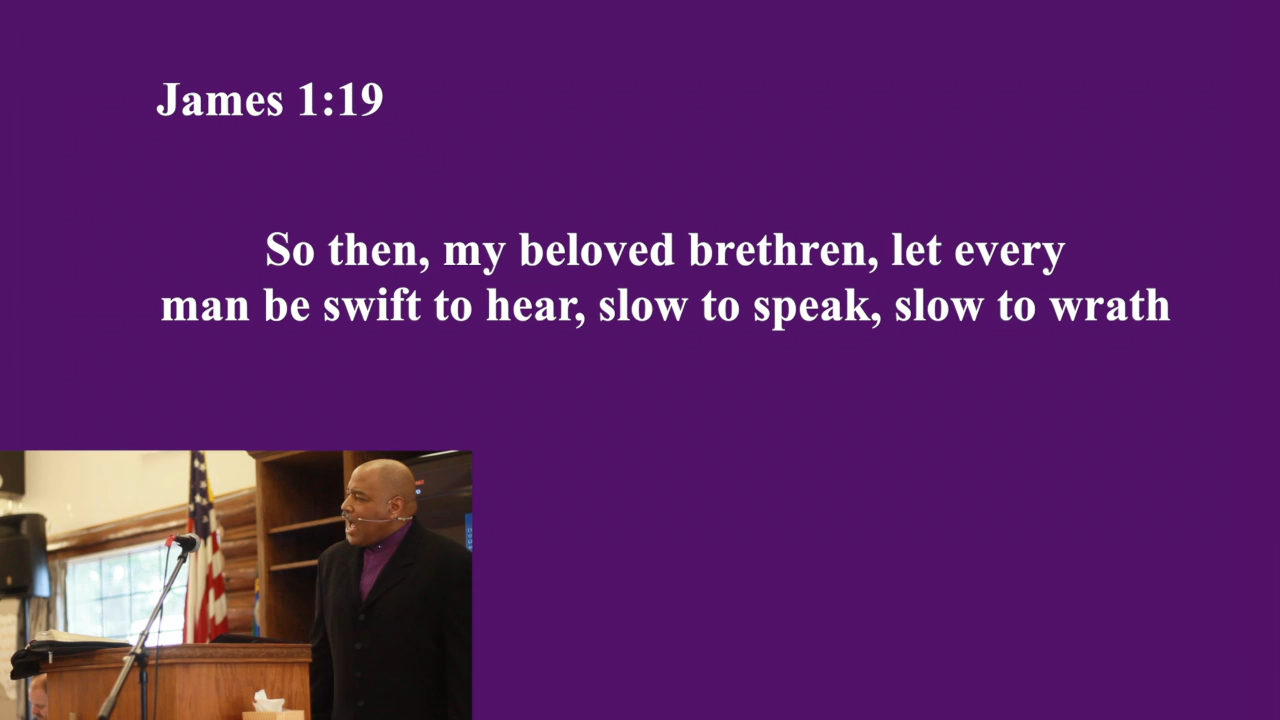 James 1:19
So then, my beloved brethren, let every
man be swift to hear, slow to speak, slow to wrath